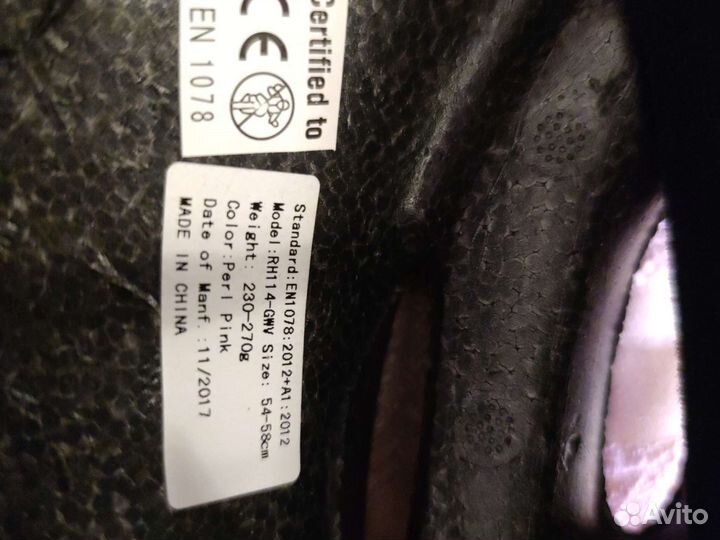 Certified to
CE
EN 1078
Standard:EN1078:2012+A1:2012
Model:RH114-GWV Size: 54-58cm
Weight: 230-270g
Color:Perl Pink
Date of Manf.:11/2017
MADE IN CHINA
Avito